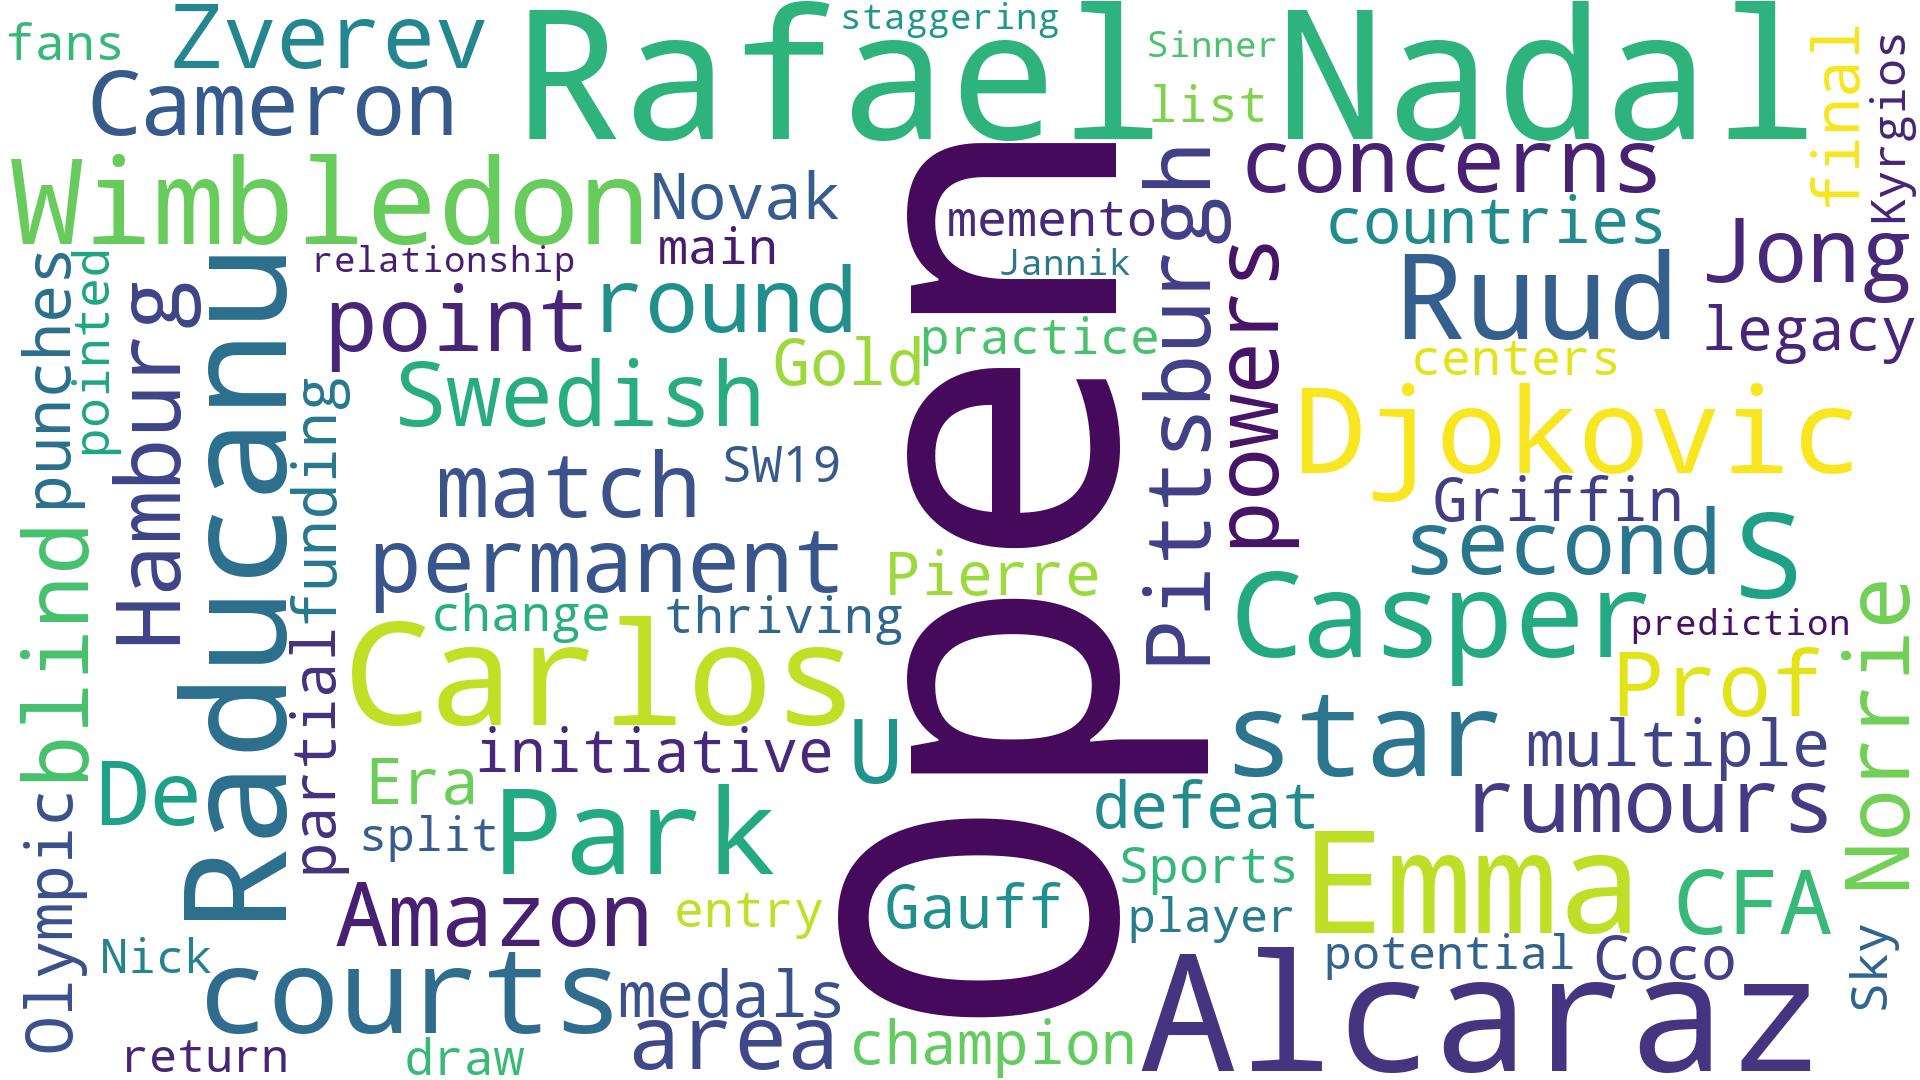 fans
Zverev
Rafael
staggering
Sinner
Nadal
final
Kyrgios
Cameron
list
Wimbledon
Novak
Open
memento
Pittsburgh
concerns
countries
Jong
main
relationship
Jannik
powers
Ruud
legacy
punches
pointed
Hamburg
Raducanu
point
round
practice
Gold
centers
Swedish
funding
Djokovic
match
SW19
Griffin
second
S
blind
permanent
Pierre
Casper
prediction
Norrie
change
thriving
partial
Carlos
Prof
star
multiple
initiative
U
De
Era
Park
defeat
rumours
Olympic
split
Sports
Emma
CFA
Amazon
entry
Gauff
player
Nick
courts
potential
Coco
Sky
medals
Alcaraz
area
champion
return
draw